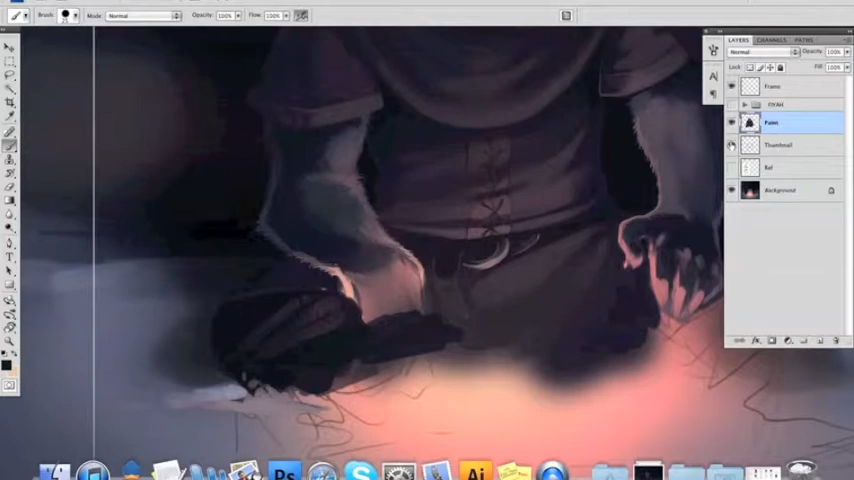 Brush: Mode: Normal Opacity: 100% Flow: 100%
LAYERS CHANNELS PATHS
Normal Opacity: 100%
Lock: Fill: 100%
Frame
Paint
Thumbnail
Ref
Background
Ps Ai